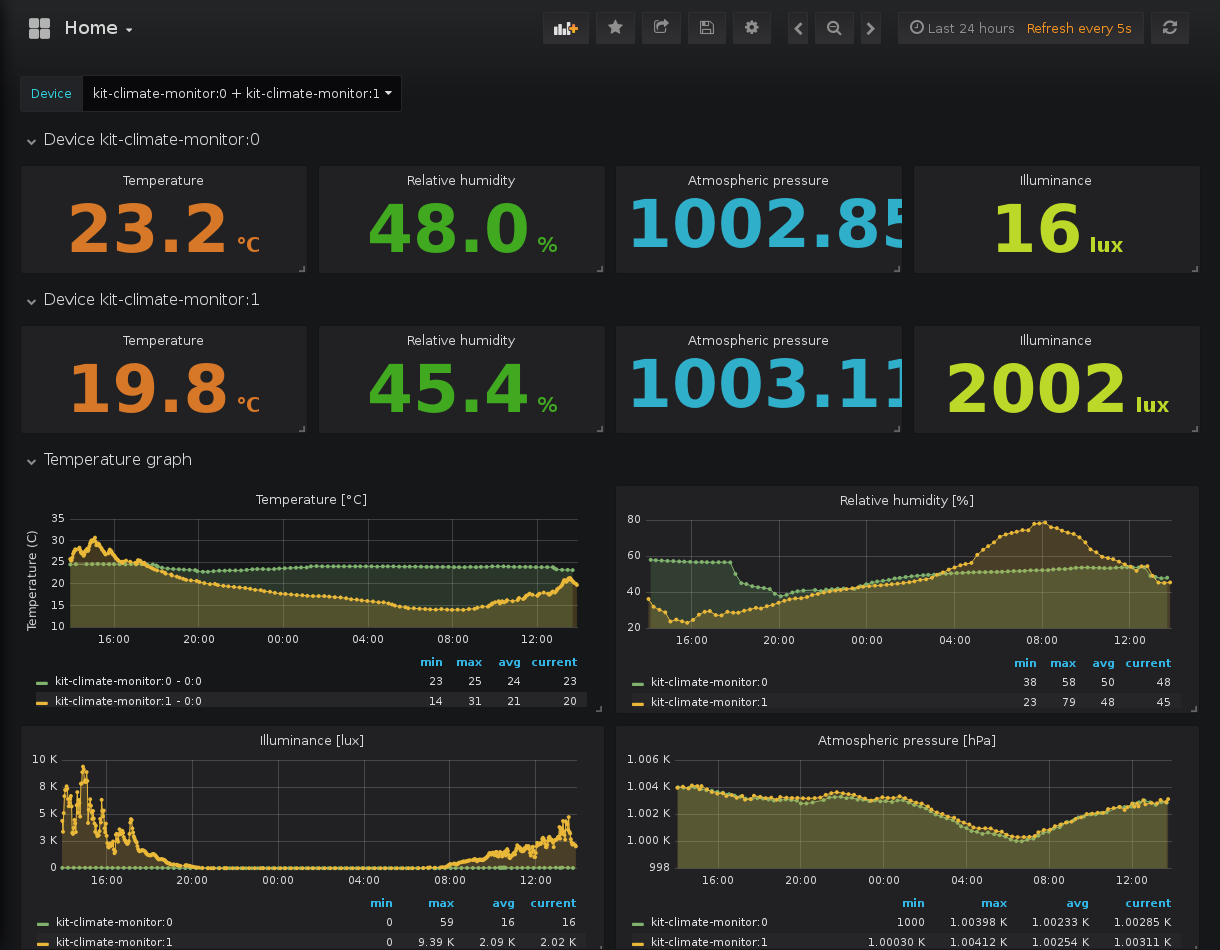 Home
Last 24 hours Refresh every 5s
Device kit-climate-monitor:0 + kit-climate-monitor:1
Device kit-climate-monitor:0
Temperature Relative humidity Atmospheric pressure Illuminance
23.2 °C 48.0 % 1002.85 16 lux
Device kit-climate-monitor:1
Temperature Relative humidity Atmospheric pressure Illuminance
19.8 °C 45.4 % 1003.11 2002 lux
Temperature graph
Temperature [°C]
Temperature (C)
35
30
25
20
15
10
16:00 20:00 00:00 04:00 08:00 12:00
min max avg current
kit-climate-monitor:0 - 0:0 23 25 24 23
kit-climate-monitor:1 - 0:0 14 31 21 20
Relative humidity [%]
80
60
40
20
16:00 20:00 00:00 04:00 08:00 12:00
min max avg current
kit-climate-monitor:0 38 58 50 48
kit-climate-monitor:1 23 79 48 45
Illuminance [lux]
10 K
8 K
5 K
3 K
0
16:00 20:00 00:00 04:00 08:00 12:00
min max avg current
kit-climate-monitor:0 0 59 16 16
kit-climate-monitor:1 0 9.39 K 2.09 K 2.02 K
Atmospheric pressure [hPa]
1.006 K
1.004 K
1.002 K
1.000 K
998
16:00 20:00 00:00 04:00 08:00 12:00
min max avg current
kit-climate-monitor:0 1000 1.00398 K 1.00233 K 1.00285 K
kit-climate-monitor:1 1.00030 K 1.00412 K 1.00254 K 1.00311 K